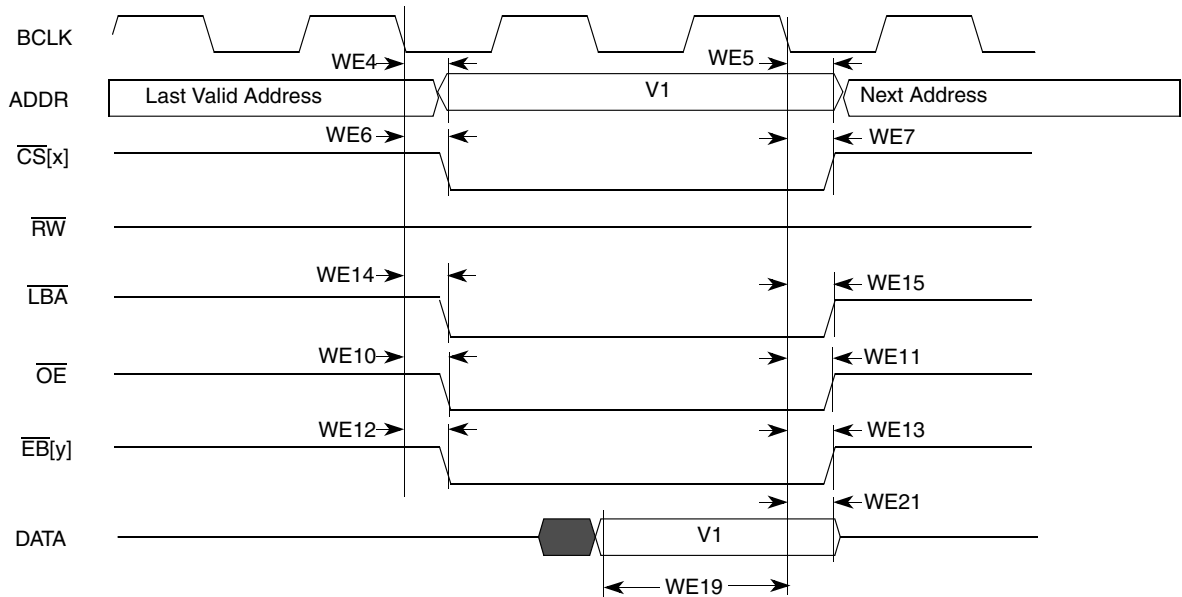 BCLK
WE4
WE5
ADDR
Last Valid Address
V1
Next Address
WE6
WE7
CS[x]
RW
WE14
WE15
LBA
WE10
WE11
OE
WE12
WE13
EB[y]
WE21
DATA
V1
WE19